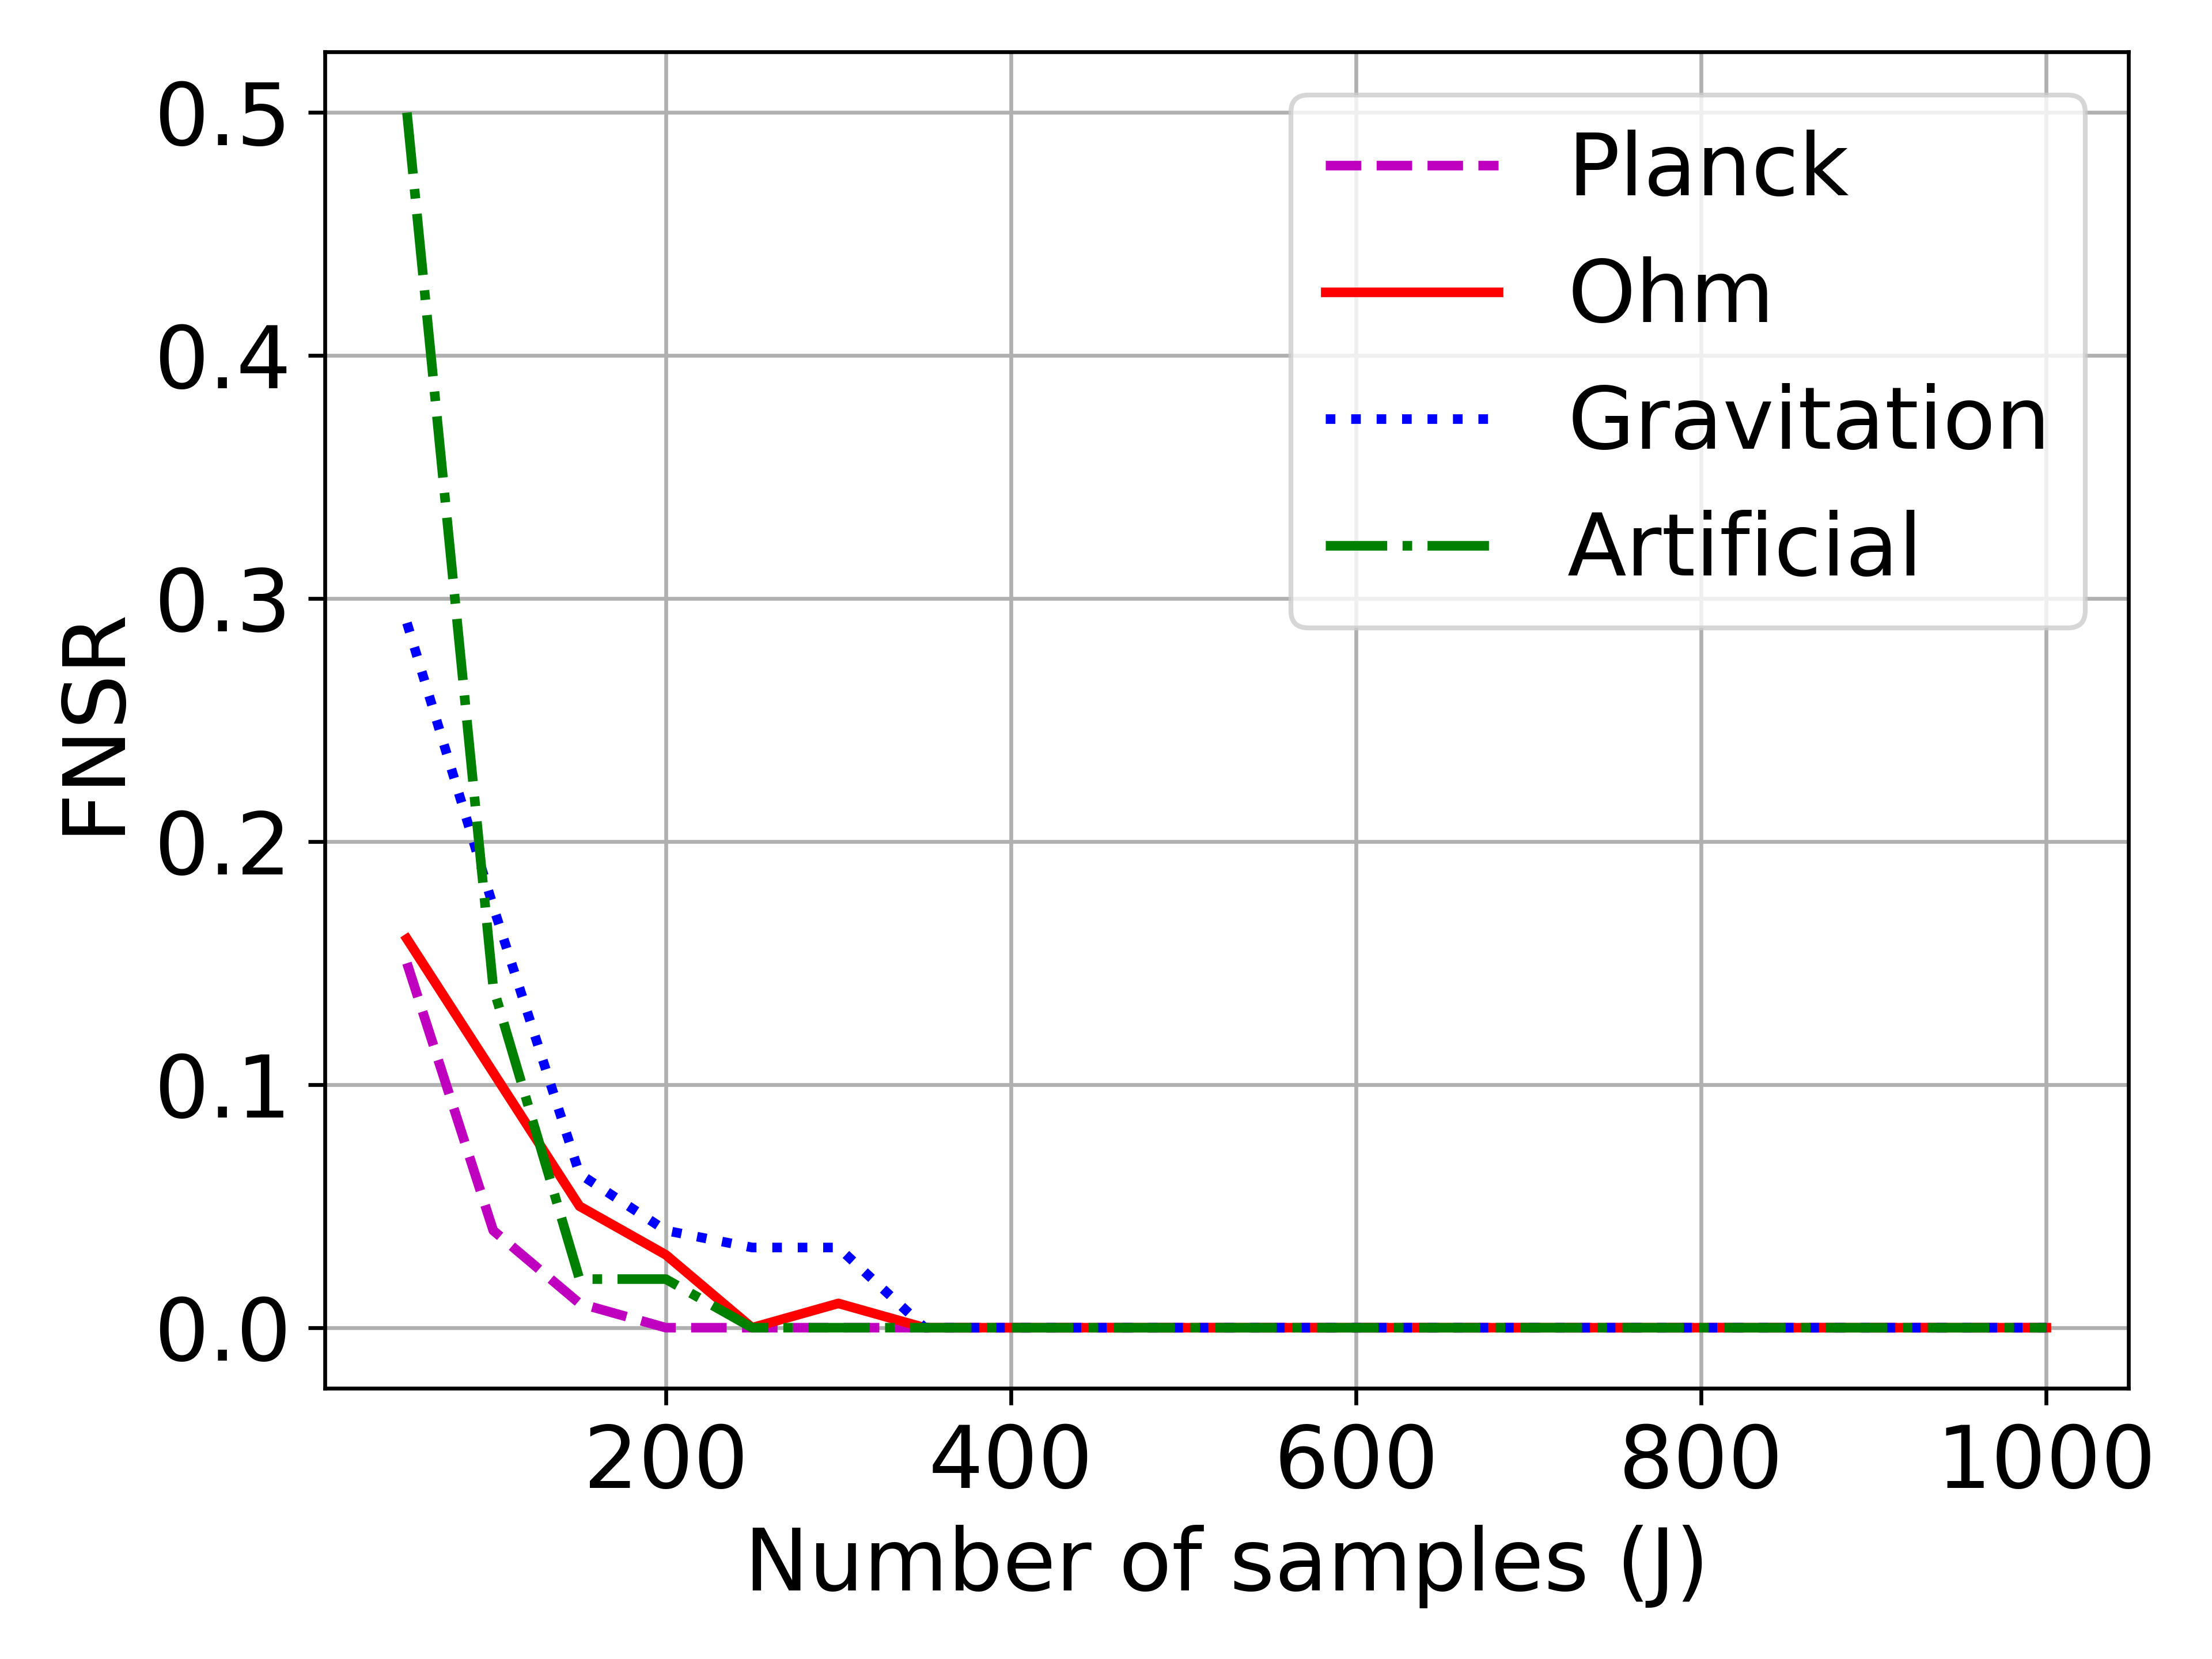 0.5
0.4
0.3
0.2
0.1
0.0
FNSR
Planck
Ohm
Gravitation
Artificial
200 400 600 800 1000
Number of samples (J)